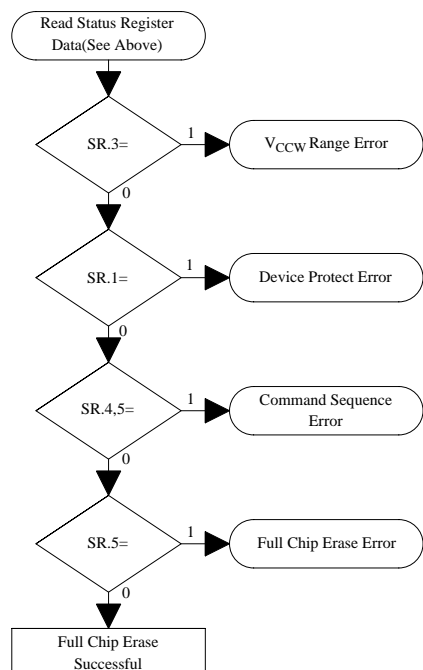 Read Status Register
Data(See Above)
SR.3=
1
VCCW Range Error
0
SR.1=
1
Device Protect Error
0
SR.4,5=
1
Command Sequence
Error
0
SR.5=
1
Full Chip Erase Error
0
Full Chip Erase
Successful